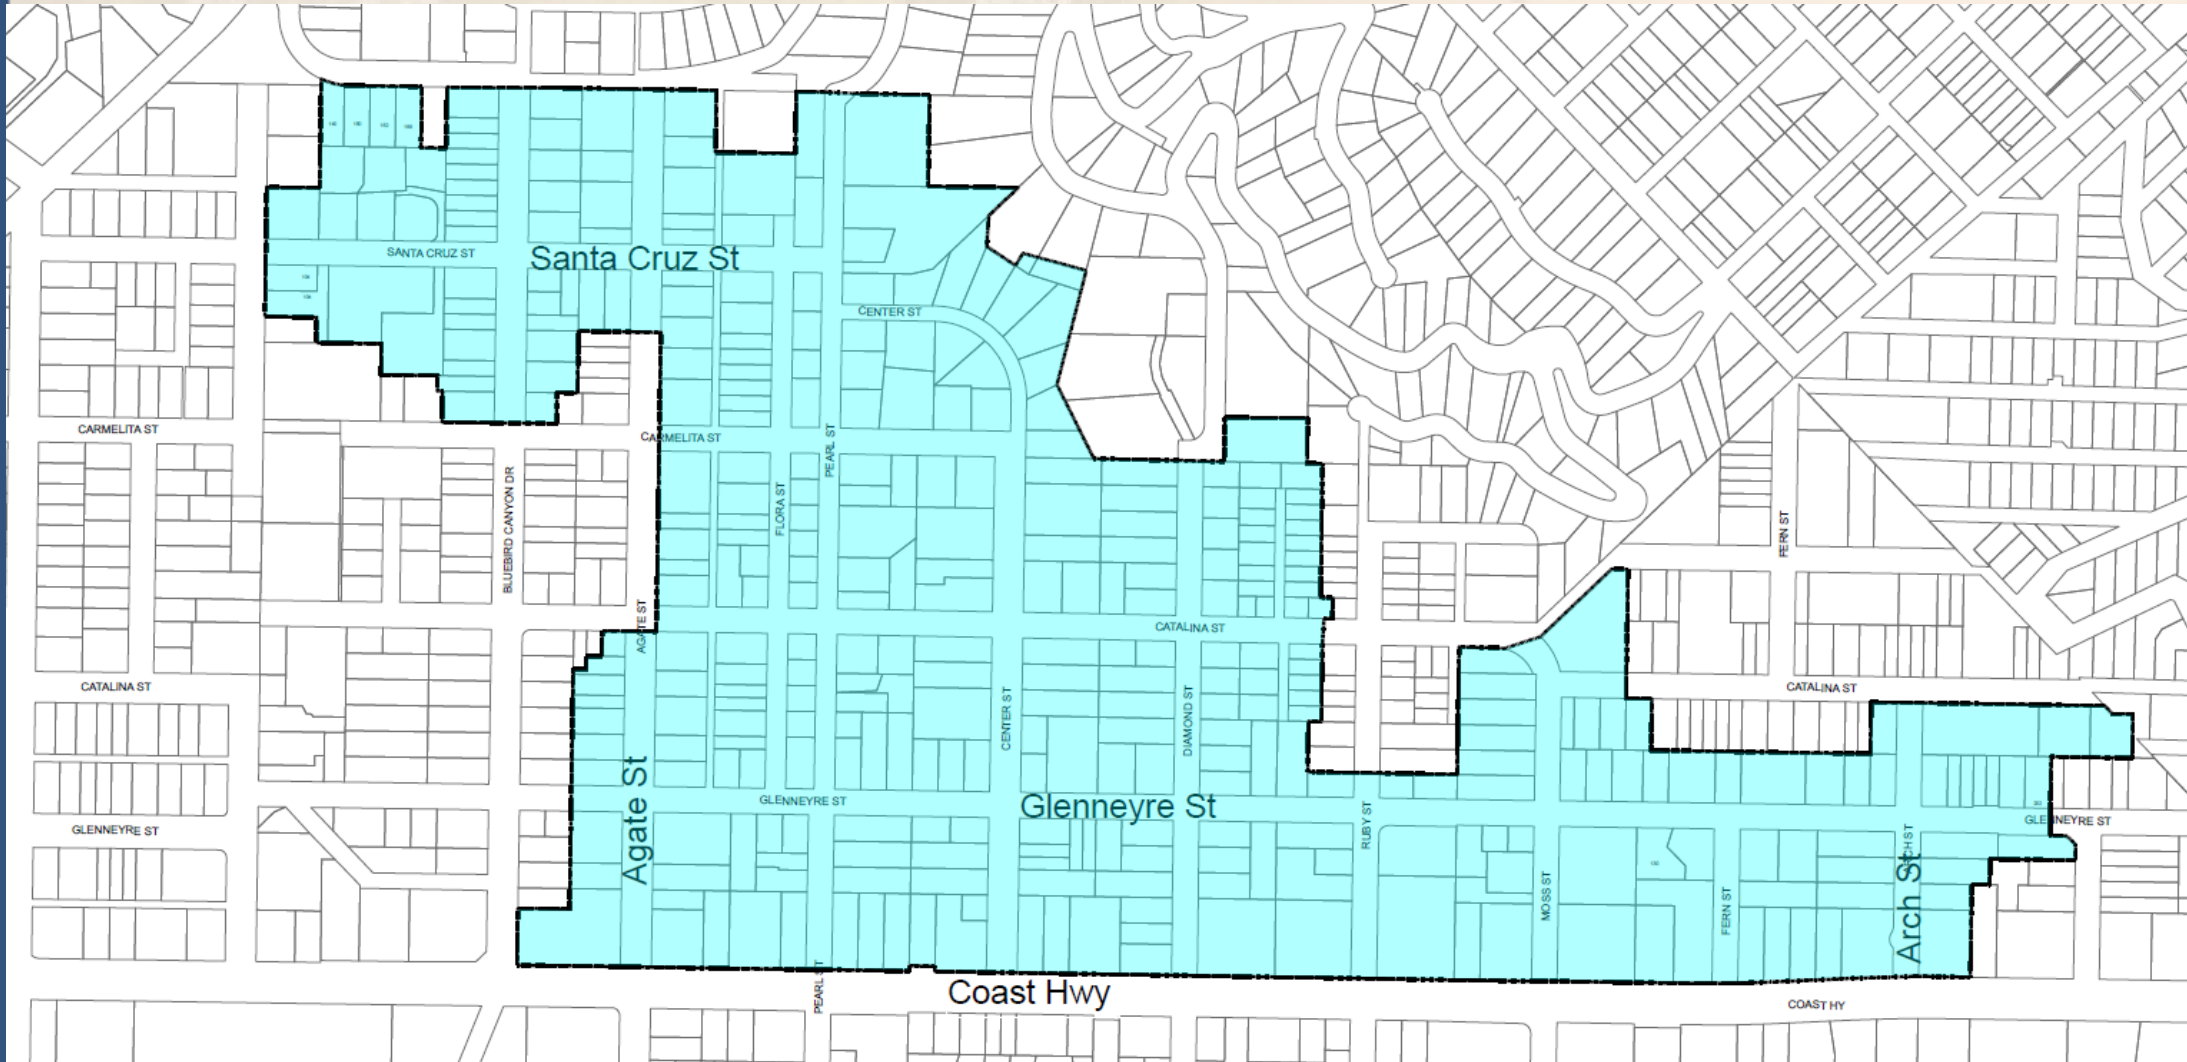 SANTA CRUZ ST
Santa Cruz St
CENTER ST
CARMELITA ST
CARMELITA ST
PEARL ST
BLUEBIRD CANYON DR
FLORA ST
FERN ST
AGATE ST
CATALINA ST
CATALINA ST
CATALINA ST
CENTER ST
DIAMOND ST
Agate St
GLENNEYRE ST
Glenneyre St
RUBY ST
GLENNEYRE ST
GLENNEYRE ST
ARCH ST
Arch St
MOSS ST
FERN ST
PEARL ST
Coast Hwy
COAST HY